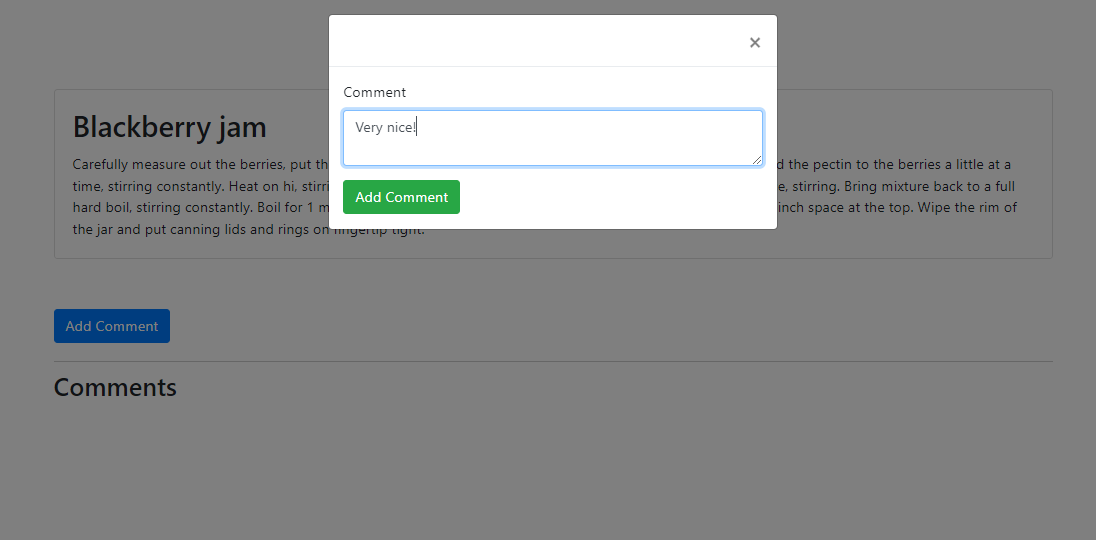 ×
Comment
Very nice!
Add Comment
Blackberry jam
Carefully measure out the berries, put th d the pectin to the berries a little at a
time, stirring constantly. Heat on hi, stirri e, stirring. Bring mixture back to a full
hard boil, stirring constantly. Boil for 1 m inch space at the top. Wipe the rim of
the jar and put canning lids and rings on fingertip tight.
Add Comment
Comments